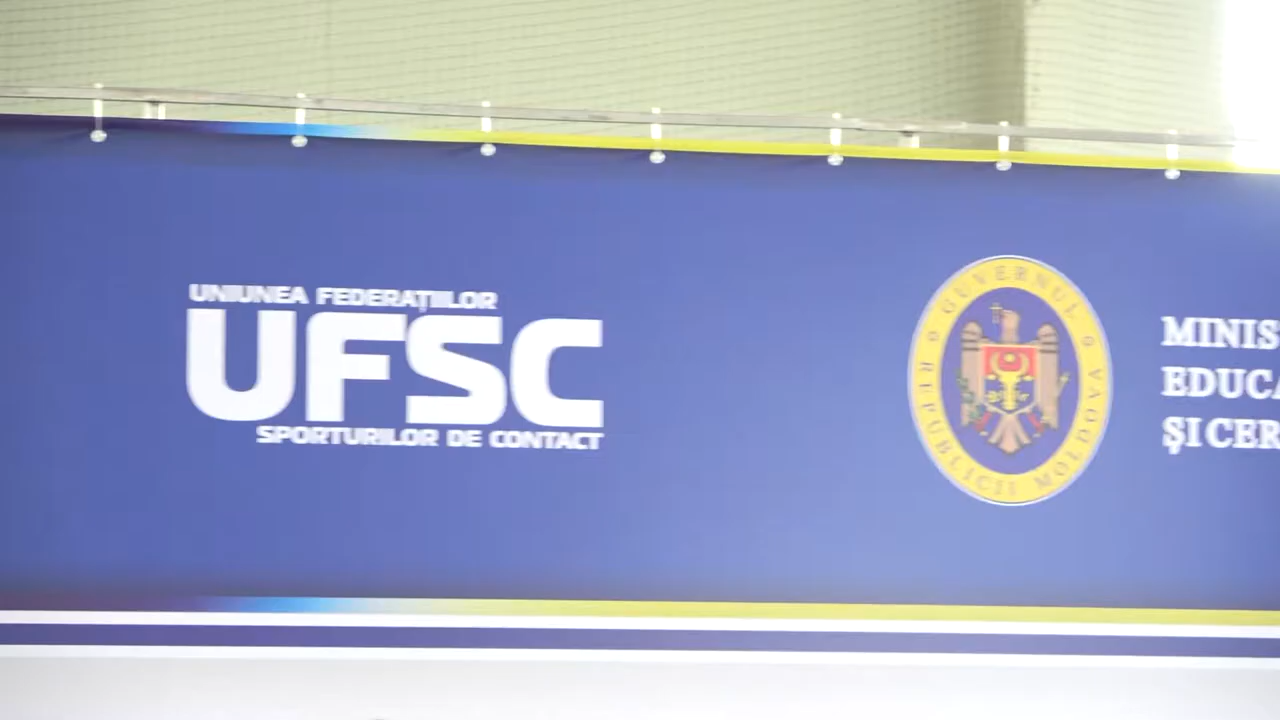 UNIUNEA FEDERAȚIILOR
UFSC
SPORTURILOR DE CONTACT
GUVERNUL
REPUBLICII MOLDOVA
MINIS
EDUCA
ȘI CER